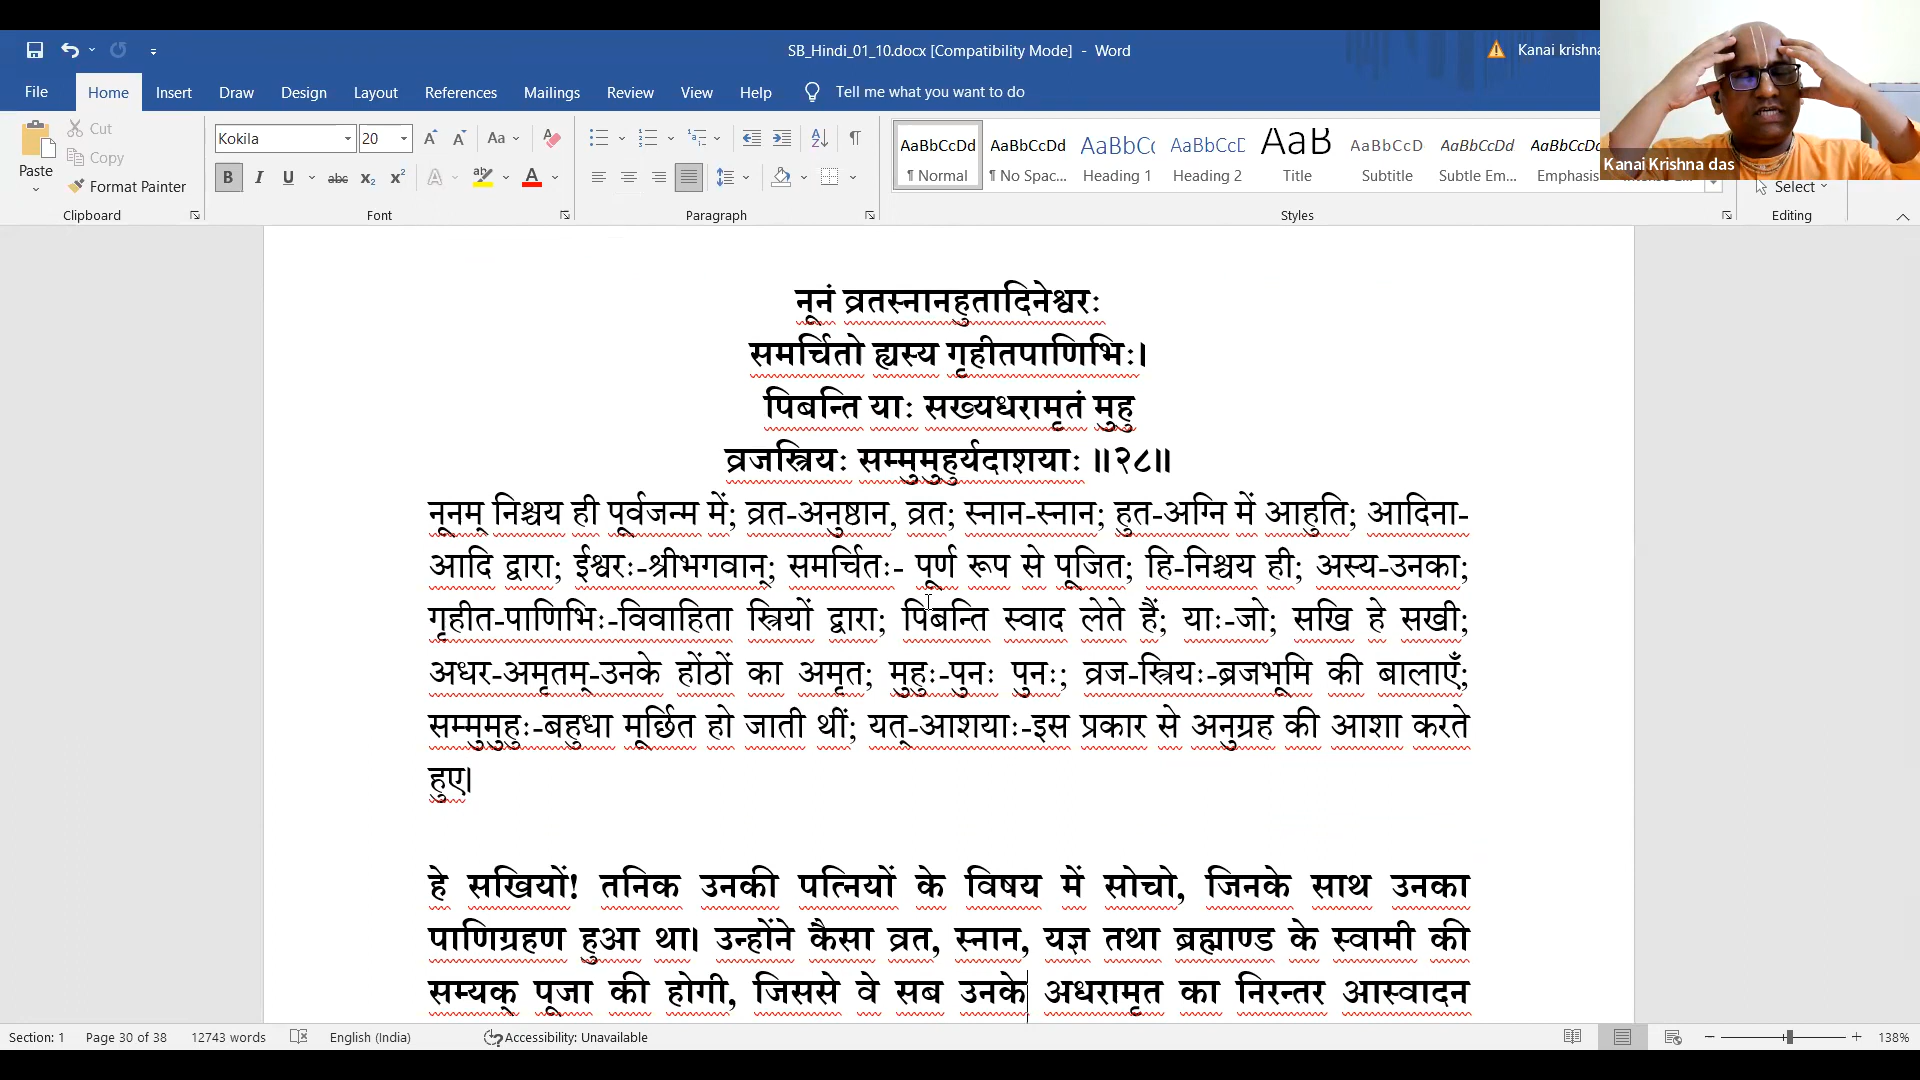 SB_Hindi_01_10.docx [Compatibility Mode] - Word
Kanai krishna
File Home Insert Draw Design Layout References Mailings Review View Help Tell me what you want to do
Paste
Cut
Copy
Format Painter
Clipboard
Kokila 20
Font
Paragraph
AaBbCcDd AaBbCcDd AaBbCc AaBbCcD AaB AaBbCcD AaBbCcDd AaBbCcDd
¶ Normal ¶ No Spac... Heading 1 Heading 2 Title Subtitle Subtle Em... Emphasis
Styles
Select
Editing
Kanai Krishna das
नूनं व्रतस्नानहुतादिनेश्वरः
समर्चितो ह्यस्य गृहीतपाणिभिः।
पिबन्ति याः सख्यधरामृतं मुहु
व्रजस्त्रियः सम्मुमुहुर्यदाशयाः ॥२८॥
नूनम् निश्चय ही पूर्वजन्म में; व्रत-अनुष्ठान, व्रत; स्नान-स्नान; हुत-अग्नि में आहुति; आदिना-
आदि द्वारा; ईश्वरः-श्रीभगवान्; समर्चितः- पूर्ण रूप से पूजित; हि-निश्चय ही; अस्य-उनका;
गृहीत-पाणिभिः-विवाहिता स्त्रियों द्वारा; पिबन्ति स्वाद लेते हैं; याः-जो; सखि हे सखी;
अधर-अमृतम्-उनके होंठों का अमृत; मुहुः-पुनः पुनः; व्रज-स्त्रियः-ब्रजभूमि की बालाएँ;
सम्मुमुहुः-बहुधा मूर्छित हो जाती थीं; यत्-आशयाः-इस प्रकार से अनुग्रह की आशा करते
हुए।
हे सखियों! तनिक उनकी पत्नियों के विषय में सोचो, जिनके साथ उनका
पाणिग्रहण हुआ था। उन्होंने कैसा व्रत, स्नान, यज्ञ तथा ब्रह्माण्ड के स्वामी की
सम्यक् पूजा की होगी, जिससे वे सब उनके अधरामृत का निरन्तर आस्वादन
Section: 1 Page 30 of 38 12743 words English (India) Accessibility: Unavailable 138%